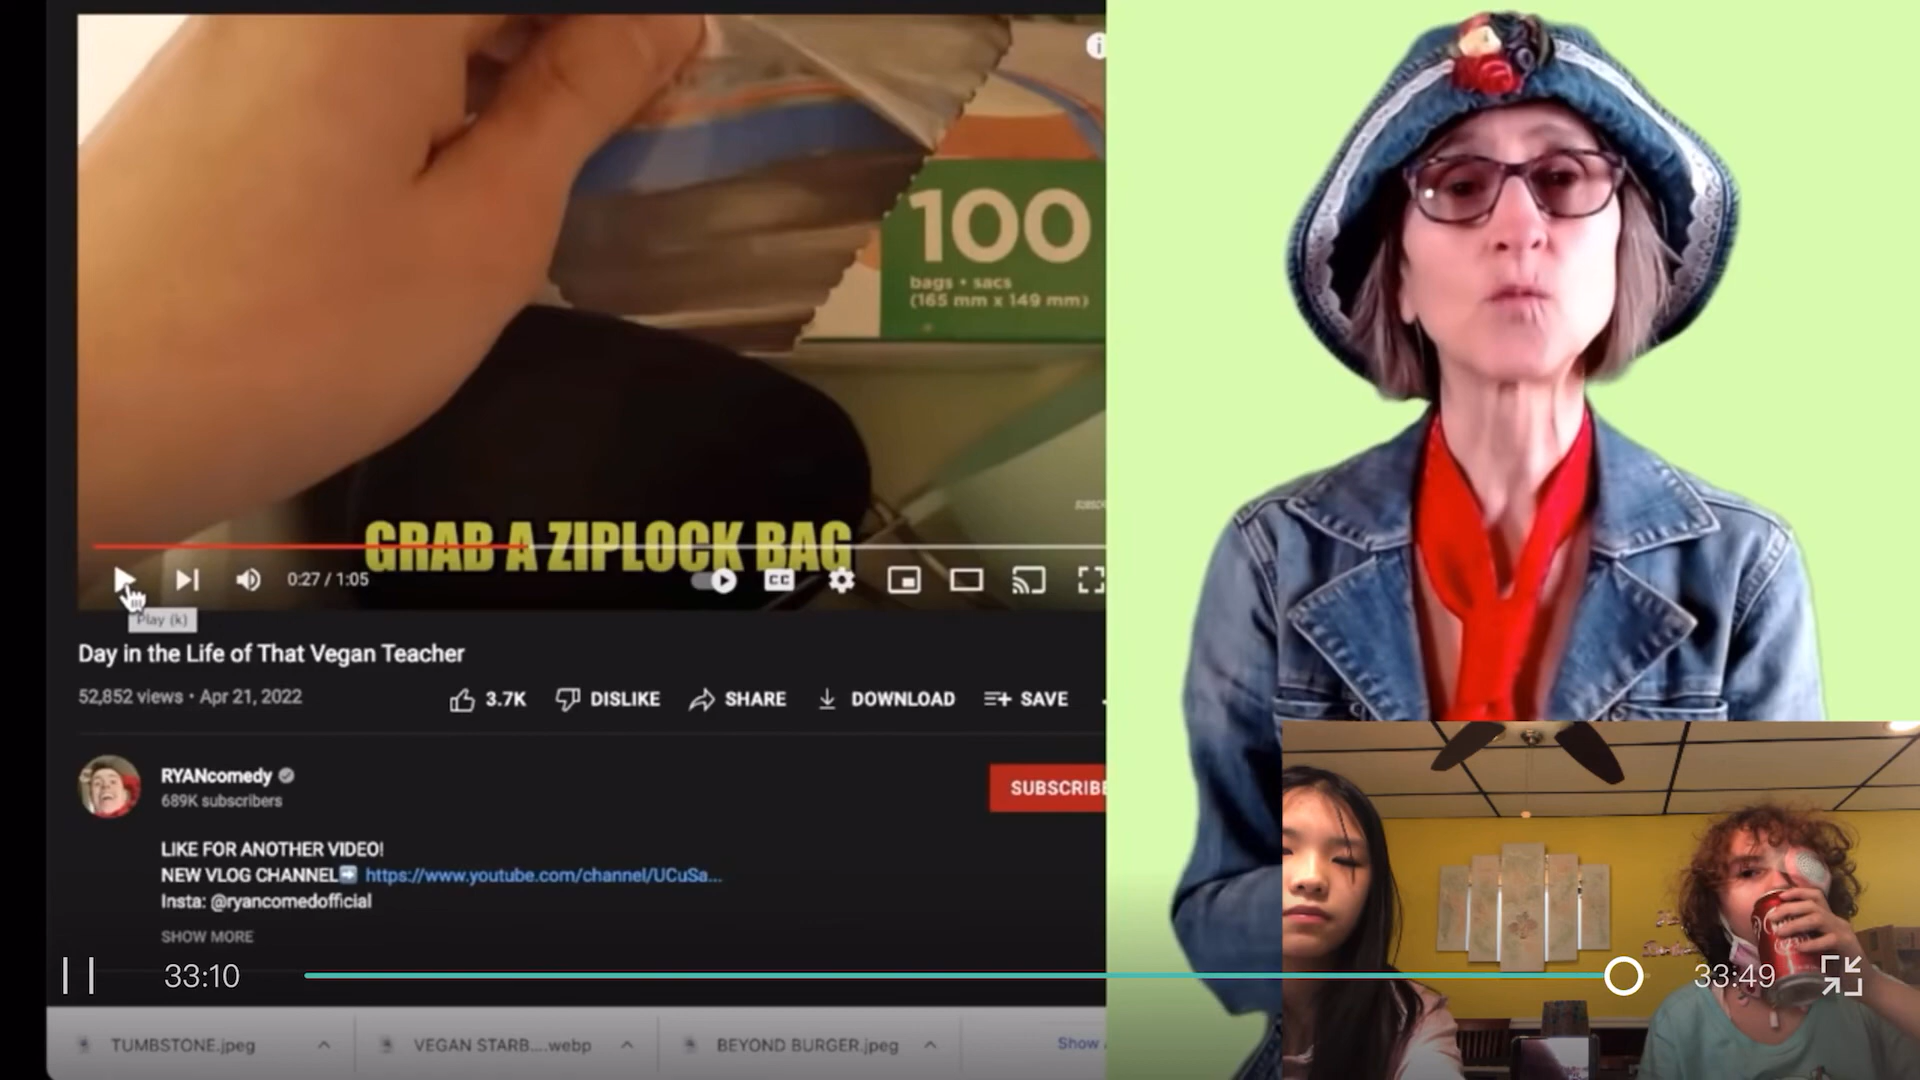 100
bags • sacs
(165 mm x 149 mm)
GRAB A ZIPLOCK BAG
0:27 / 1:05
CC
Play (k)
Day in the Life of That Vegan Teacher
52,852 views • Apr 21, 2022
3.7K
DISLIKE
SHARE
DOWNLOAD
SAVE
RYANcomedy
689K subscribers
SUBSCRIBE
LIKE FOR ANOTHER VIDEO!
NEW VLOG CHANNEL➡️ https://www.youtube.com/channel/UCuSa...
Insta: @ryancomedofficial
SHOW MORE
33:10
33:49
TUMBSTONE.jpeg
VEGAN STARB....webp
BEYOND BURGER.jpeg
Show